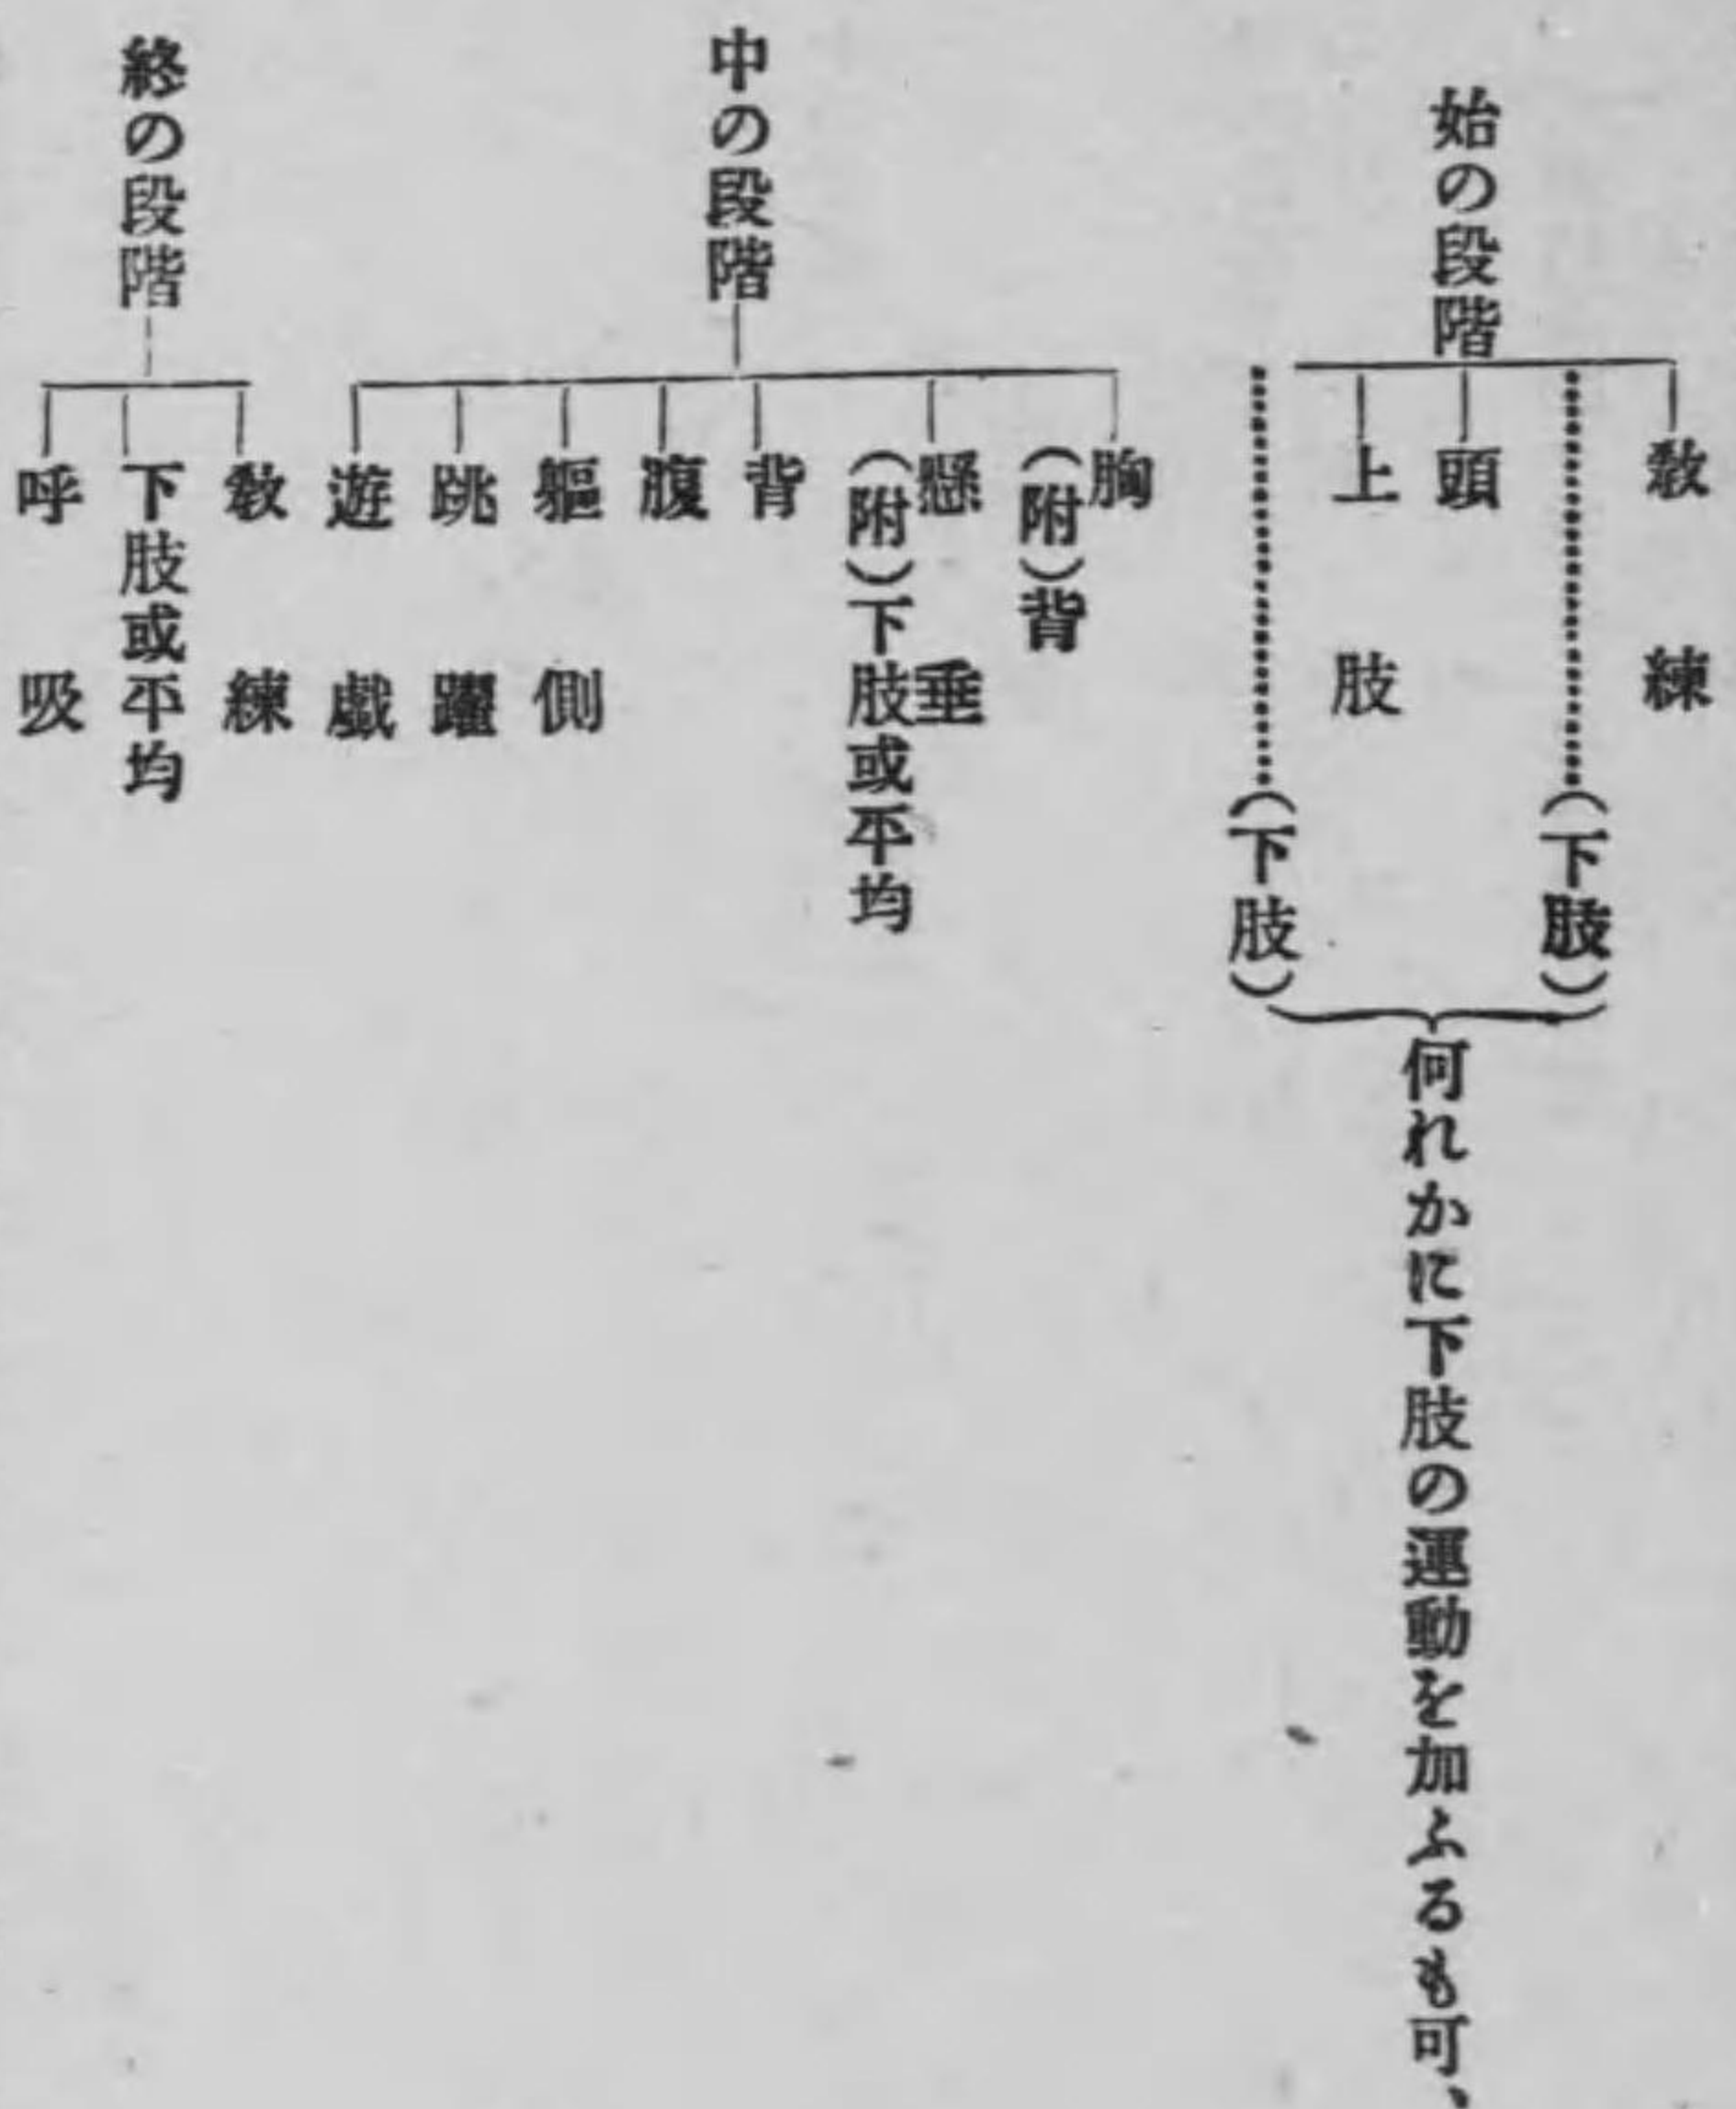 始の段階
敎練
(下肢)
頭
上肢
(下肢)
何れかに下肢の運動を加ふるも可、
中の段階
胸
(附)背
懸垂
(附)下肢或平均
背
腹
軀側
跳躍
遊戲
終の段階
敎練
下肢或平均
呼吸